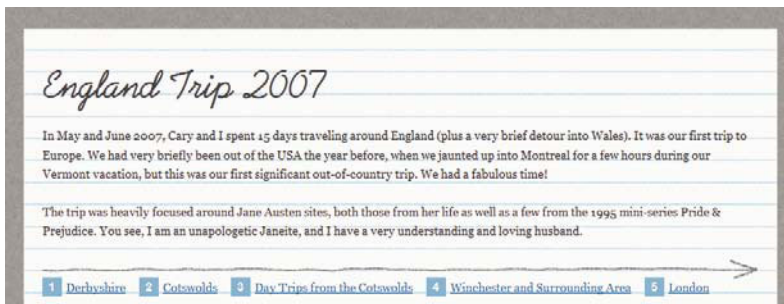 England Trip 2007
In May and June 2007, Cary and I spent 15 days traveling around England (plus a very brief detour into Wales). It was our first trip to
Europe. We had very briefly been out of the USA the year before, when we jaunted up into Montreal for a few hours during our
Vermont vacation, but this was our first significant out-of-country trip. We had a fabulous time!
The trip was heavily focused around Jane Austen sites, both those from her life as well as a few from the 1995 mini-series Pride &
Prejudice. You see, I am an unapologetic Janeite, and I have a very understanding and loving husband.
1 Derbyshire 2 Cotswolds 3 Day Trips from the Cotswolds 4 Winchester and Surrounding Area 5 London